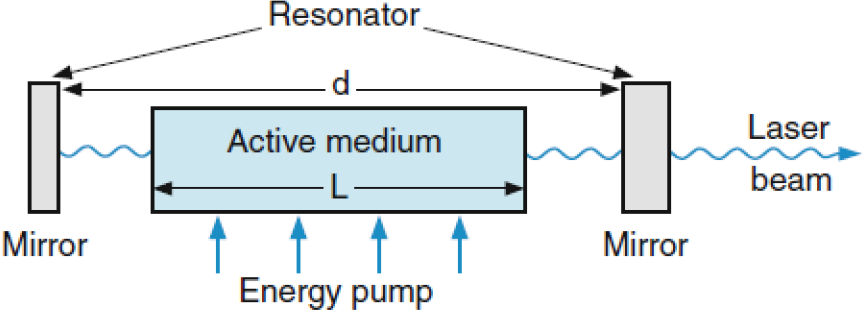 Resonator
d
Active medium
Laser
L
beam
Mirror
Mirror
Energy pump